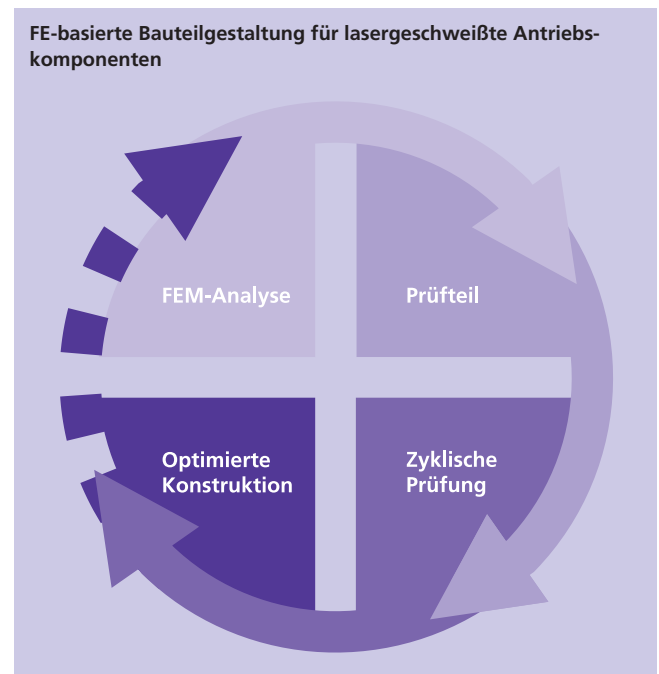 FE-basierte Bauteilgestaltung für lasergeschweißte Antriebs-
komponenten
FEM-Analyse
Prüfteil
Optimierte
Konstruktion
Zyklische
Prüfung